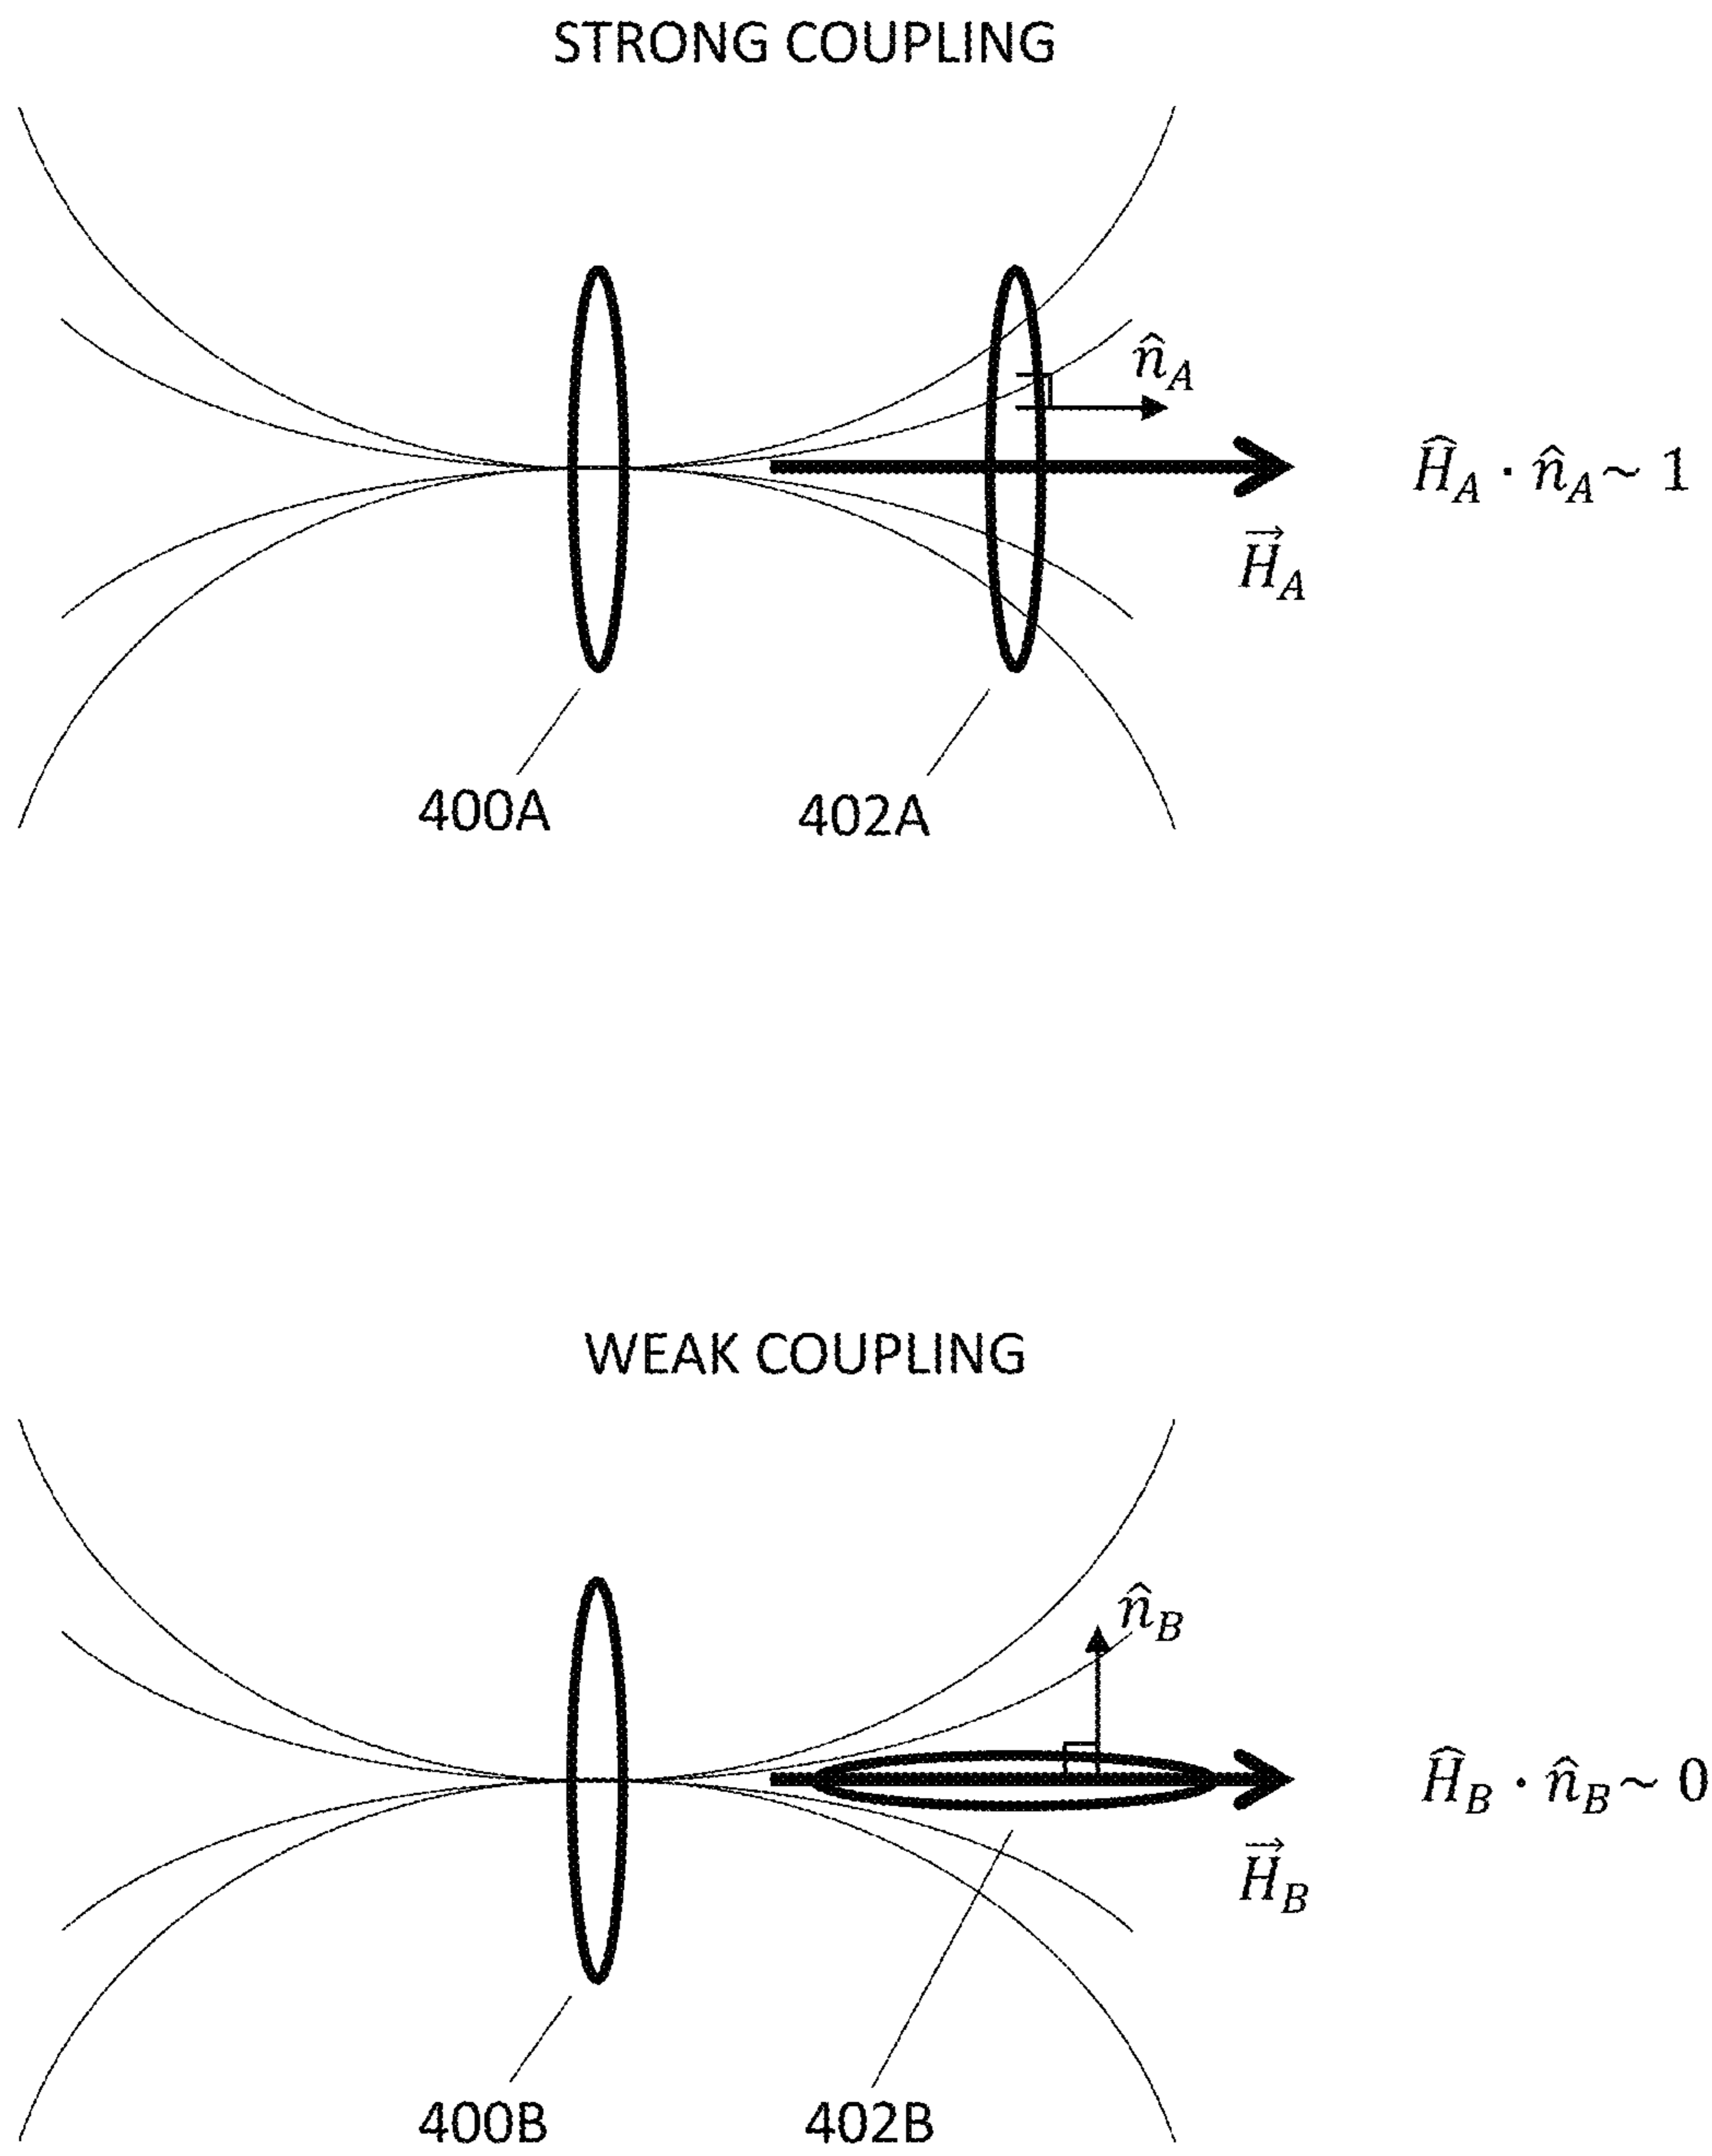 STRONG COUPLING
n̂_A
Ĥ_A · n̂_A ~ 1
H⃗_A
400A
402A
WEAK COUPLING
n̂_B
Ĥ_B · n̂_B ~ 0
H⃗_B
400B
402B